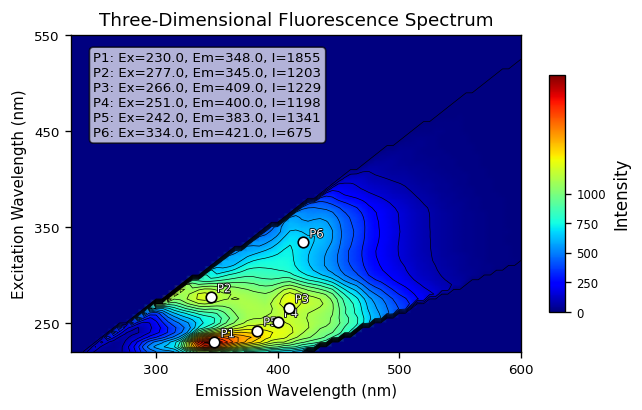 Three-Dimensional Fluorescence Spectrum
P1: Ex=230.0, Em=348.0, I=1855
P2: Ex=277.0, Em=345.0, I=1203
P3: Ex=266.0, Em=409.0, I=1229
P4: Ex=251.0, Em=400.0, I=1198
P5: Ex=242.0, Em=383.0, I=1341
P6: Ex=334.0, Em=421.0, I=675
550
450
350
250
Excitation Wavelength (nm)
P6
P2
P3
P4
P5
P1
300
400
500
600
Emission Wavelength (nm)
1000
750
500
250
0
Intensity